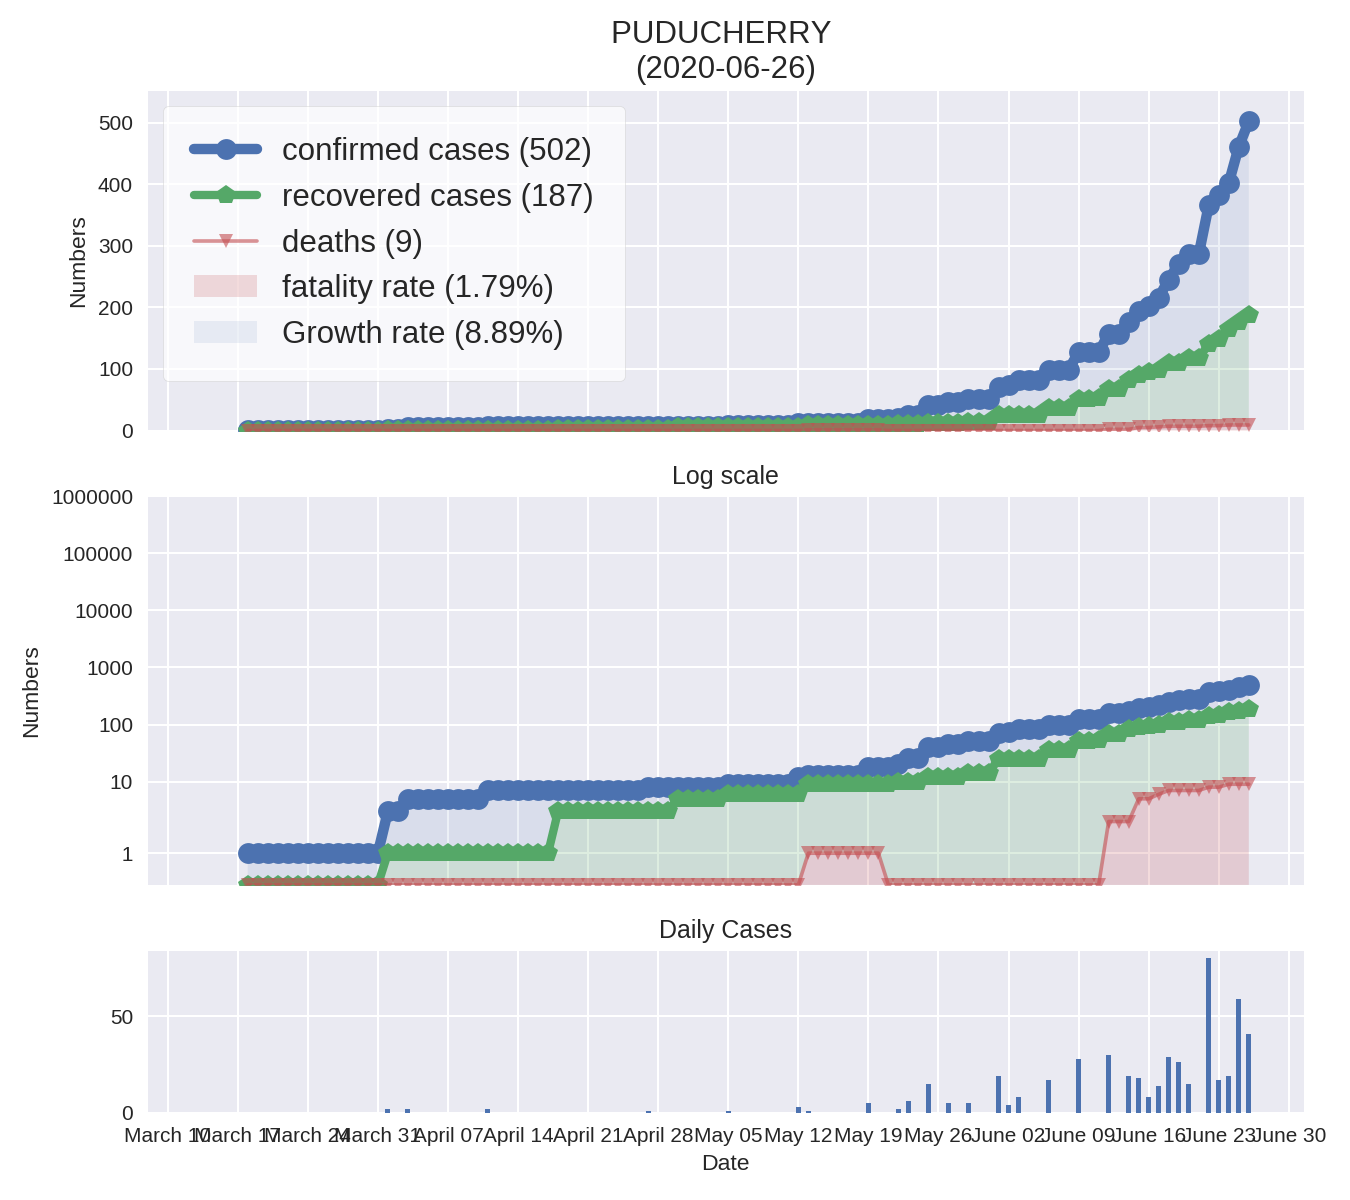 PUDUCHERRY
(2020-06-26)
500
400
300
200
100
0
Numbers
confirmed cases (502)
recovered cases (187)
deaths (9)
fatality rate (1.79%)
Growth rate (8.89%)
Log scale
1000000
100000
10000
1000
100
10
1
Numbers
Daily Cases
50
0
March 10 March 17 March 24 March 31 April 07 April 14 April 21 April 28 May 05 May 12 May 19 May 26 June 02 June 09 June 16 June 23 June 30
Date